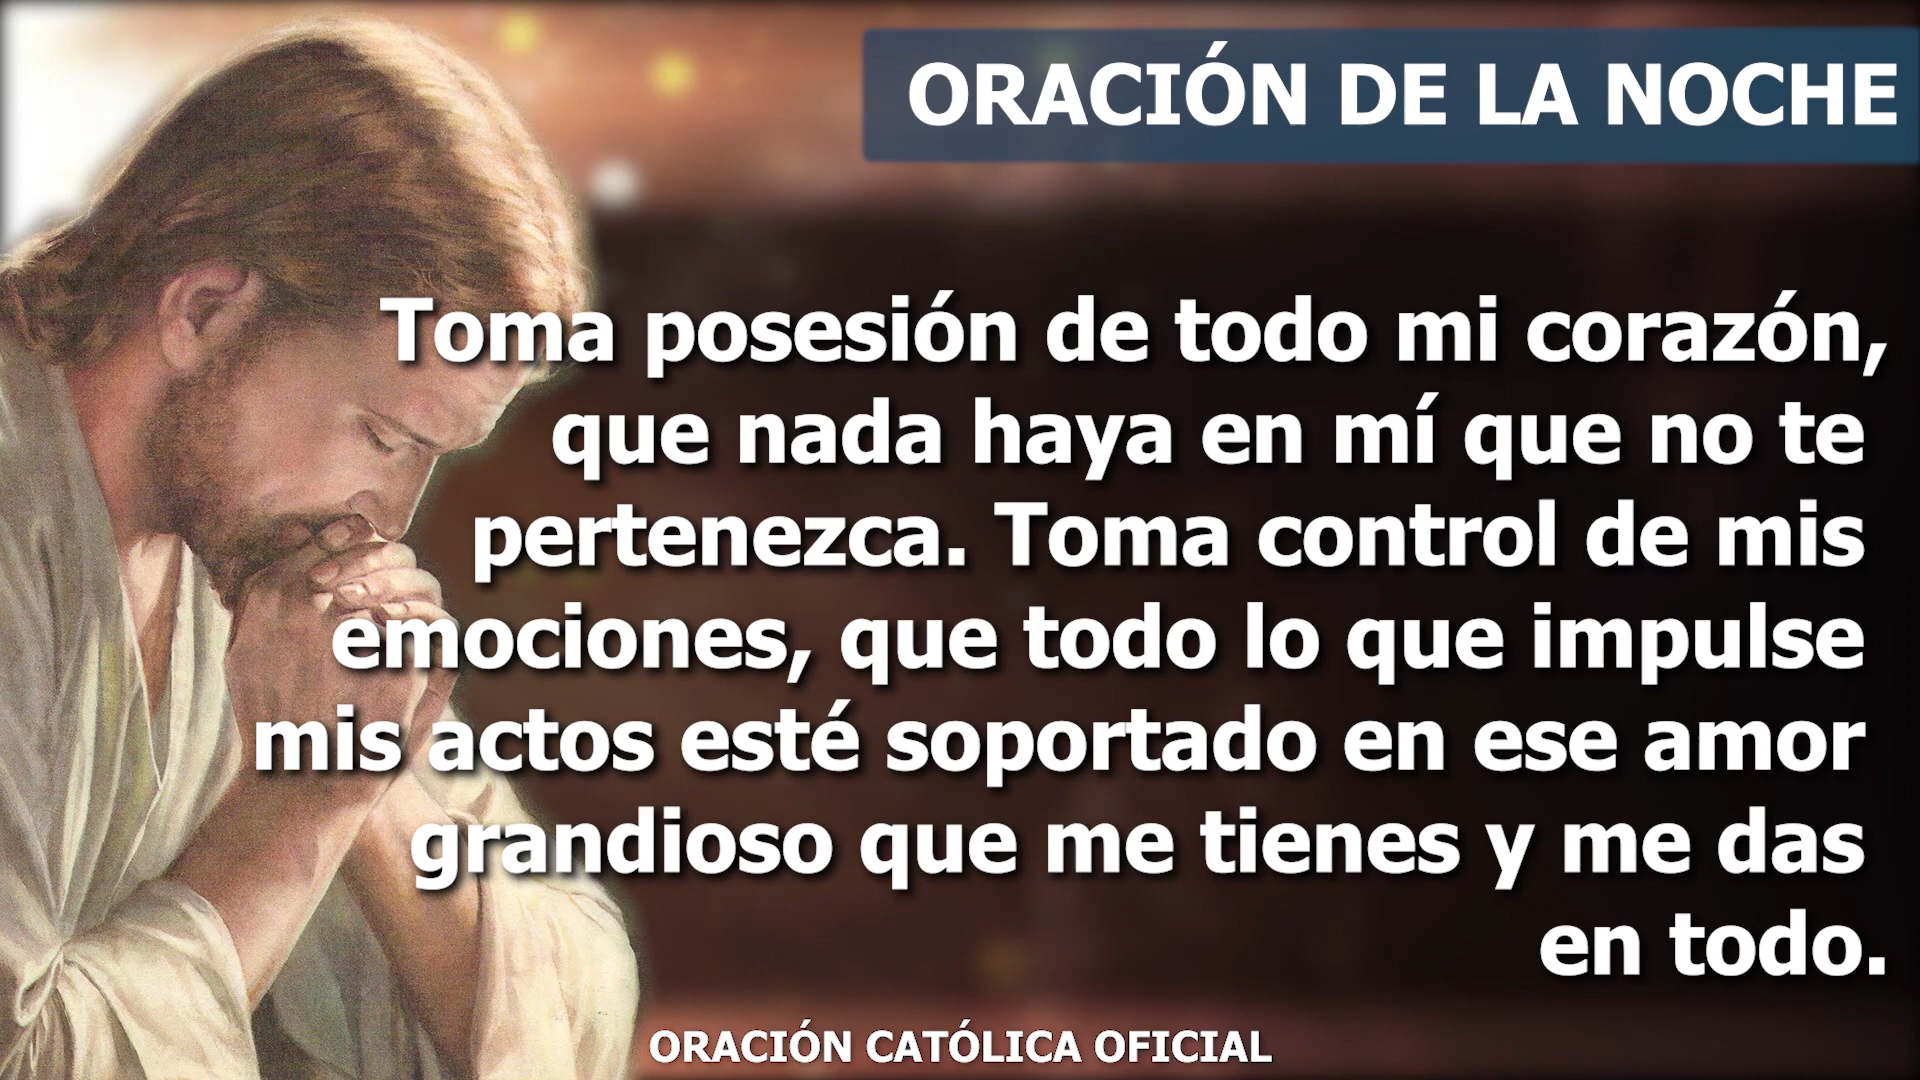 ORACIÓN DE LA NOCHE
Toma posesión de todo mi corazón,
que nada haya en mí que no te
pertenezca. Toma control de mis
emociones, que todo lo que impulse
mis actos esté soportado en ese amor
grandioso que me tienes y me das
en todo.
ORACIÓN CATÓLICA OFICIAL